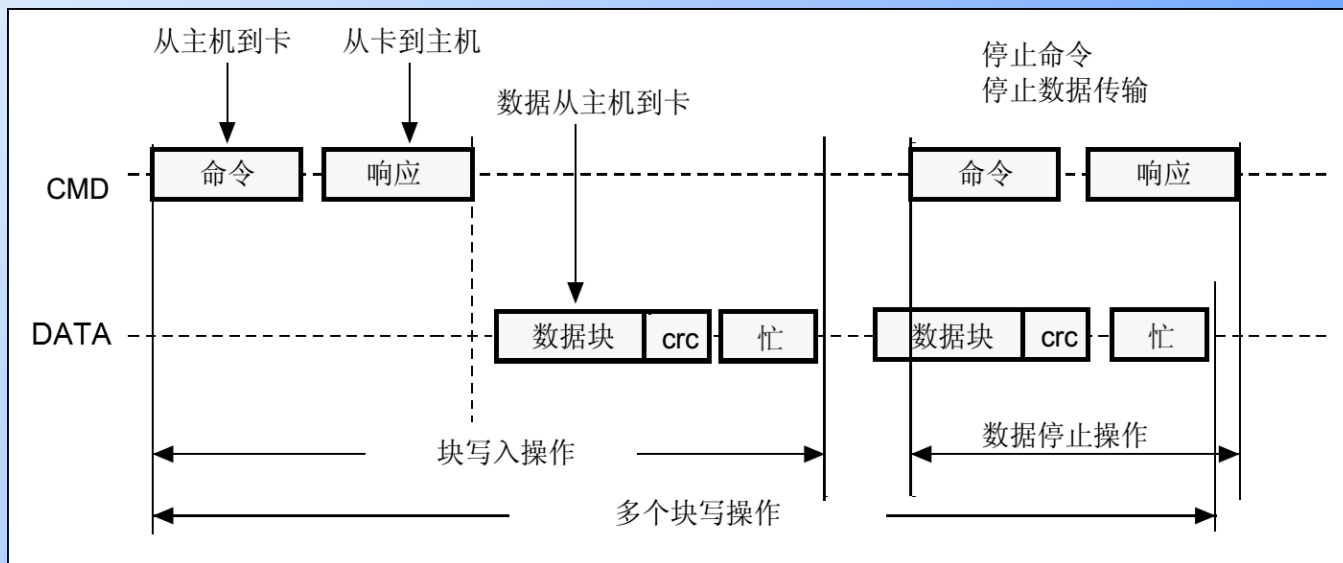 从主机到卡
从卡到主机
停止命令
停止数据传输
数据从主机到卡
CMD
命令
响应
命令
响应
DATA
数据块
crc
忙
数据块
crc
忙
块写入操作
数据停止操作
多个块写操作